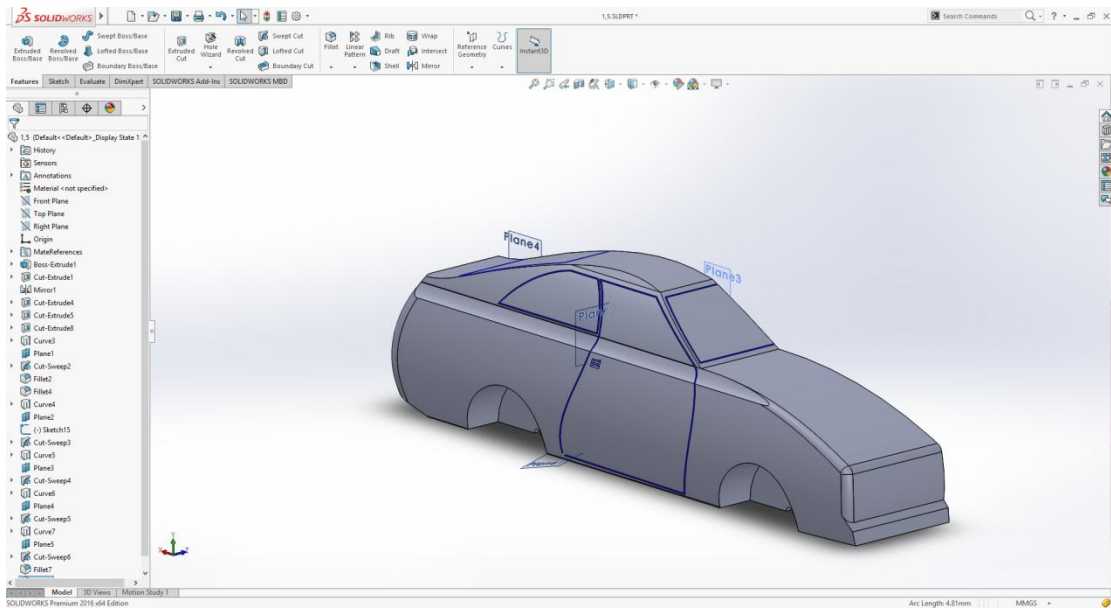 SOLIDWORKS
1,5.SLDPRT *
Search Commands
Extruded Boss/Base
Revolved Boss/Base
Swept Boss/Base
Lofted Boss/Base
Boundary Boss/Base
Extruded Cut
Hole Wizard
Revolved Cut
Swept Cut
Lofted Cut
Boundary Cut
Fillet
Linear Pattern
Rib
Draft
Shell
Wrap
Intersect
Mirror
Reference Geometry
Curves
Instant3D
Features Sketch Evaluate DimXpert SOLIDWORKS Add-Ins SOLIDWORKS MBD
1,5 (Default<<Default>_Display State 1
History
Sensors
Annotations
Material <not specified>
Front Plane
Top Plane
Right Plane
Origin
MateReferences
Boss-Extrude1
Cut-Extrude1
Mirror1
Cut-Extrude4
Cut-Extrude5
Cut-Extrude8
Curve3
Plane1
Cut-Sweep2
Fillet2
Fillet4
Curve4
Plane2
(-) Sketch15
Cut-Sweep3
Curve5
Plane3
Cut-Sweep4
Curve6
Plane4
Cut-Sweep5
Curve7
Plane5
Cut-Sweep6
Fillet7
Plane4
Plane3
Model 3D Views Motion Study 1
SOLIDWORKS Premium 2016 x64 Edition
Arc Length: 4.81mm
MMGS